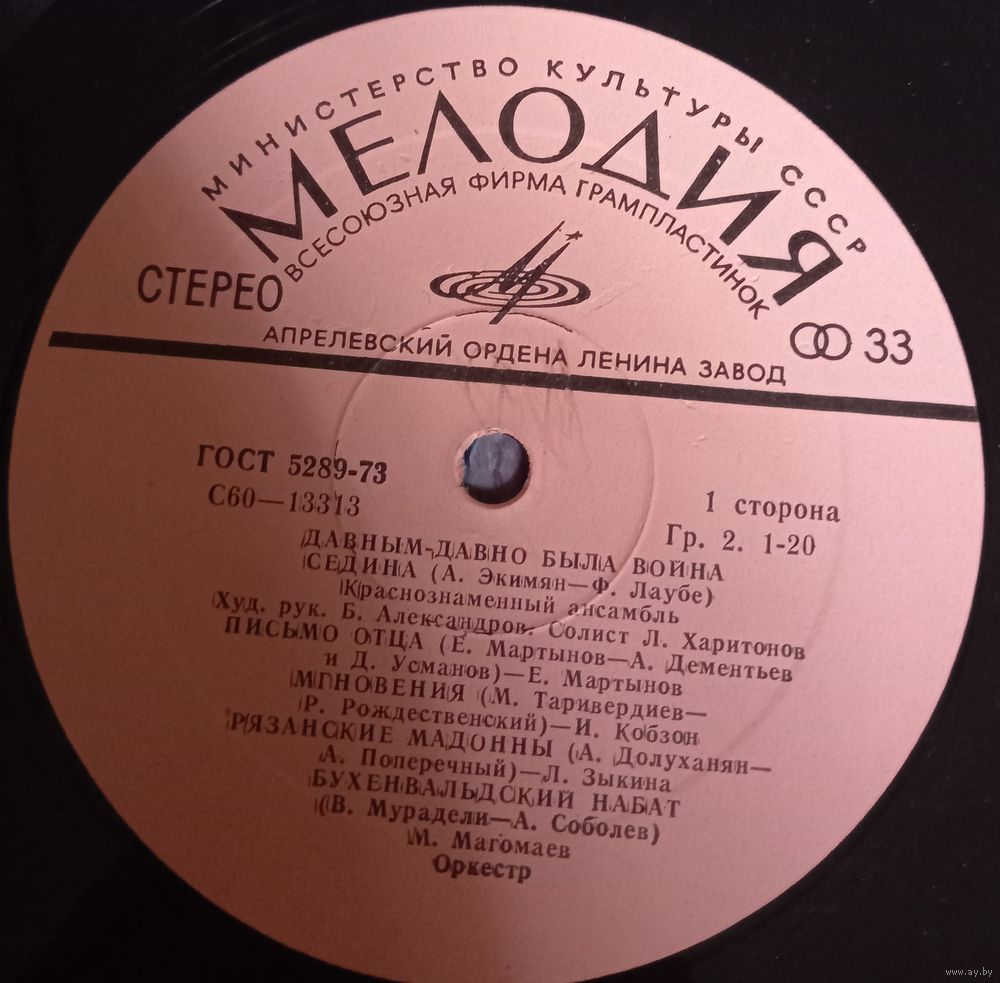 МИНИСТЕРСТВО КУЛЬТУРЫ СССР
МЕЛОДИЯ
ВСЕСОЮЗНАЯ ФИРМА ГРАМПЛАСТИНОК
СТЕРЕО
33
АПРЕЛЕВСКИЙ ОРДЕНА ЛЕНИНА ЗАВОД
ГОСТ 5289-73
С60—13313
1 сторона
Гр. 2. 1-20
ДАВНЫМ-ДАВНО БЫЛА ВОЙНА
СЕДИНА (А. Экимян—Ф. Лаубе)
Краснознаменный ансамбль
Худ. рук. Б. Александров. Солист Л. Харитонов
ПИСЬМО ОТЦА (Е. Мартынов—А. Дементьев
и Д. Усманов)—Е. Мартынов
МГНОВЕНИЯ (М. Таривердиев—
Р. Рождественский)—И. Кобзон
РЯЗАНСКИЕ МАДОННЫ (А. Долуханян—
А. Поперечный)—Л. Зыкина
БУХЕНВАЛЬДСКИЙ НАБАТ
(В. Мурадели—А. Соболев)
М. Магомаев
Оркестр
www.ay.by